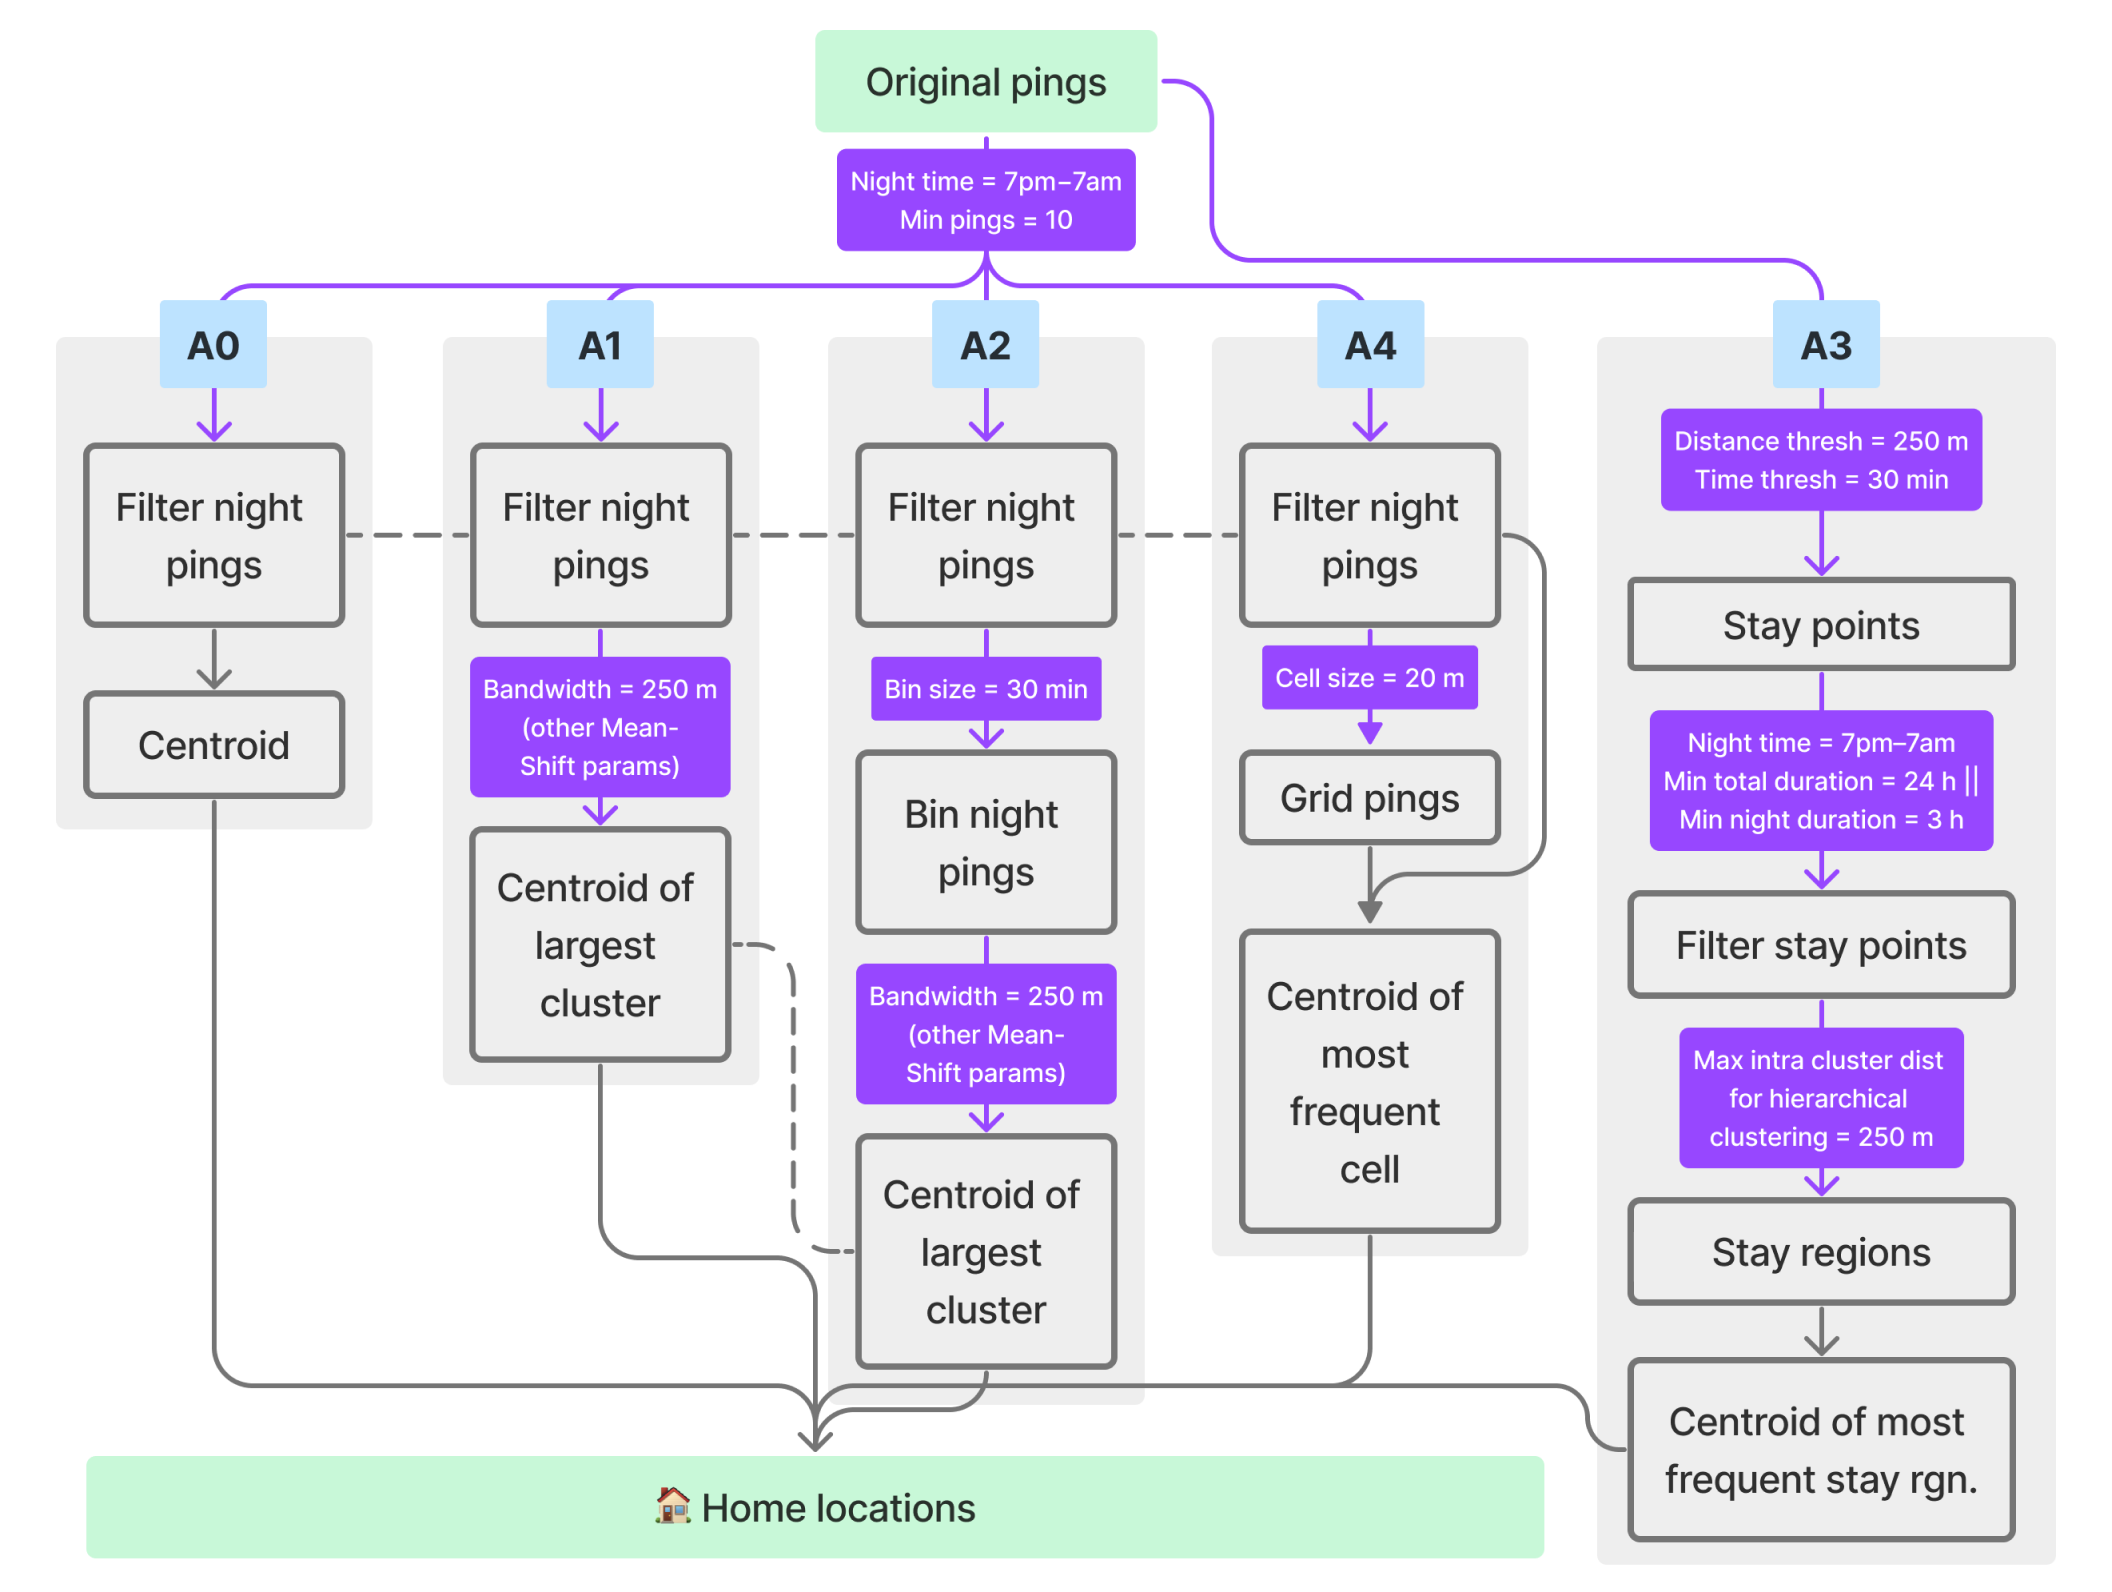 Original pings
Night time = 7pm–7am
Min pings = 10
A0
Filter night
pings
Centroid
A1
Filter night
pings
Bandwidth = 250 m
(other Mean-
Shift params)
Centroid of
largest
cluster
A2
Filter night
pings
Bin size = 30 min
Bin night
pings
Bandwidth = 250 m
(other Mean-
Shift params)
Centroid of
largest
cluster
A4
Filter night
pings
Cell size = 20 m
Grid pings
Centroid of
most
frequent
cell
A3
Distance thresh = 250 m
Time thresh = 30 min
Stay points
Night time = 7pm–7am
Min total duration = 24 h ||
Min night duration = 3 h
Filter stay points
Max intra cluster dist
for hierarchical
clustering = 250 m
Stay regions
Centroid of most
frequent stay rgn.
🏠 Home locations